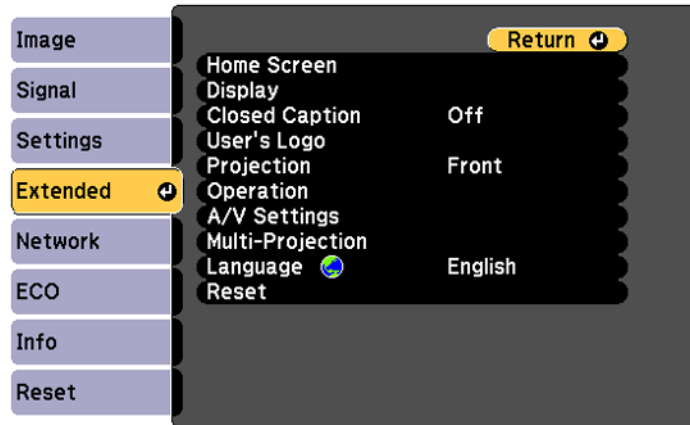 Image
Signal
Settings
Extended
Network
ECO
Info
Reset
Return
Home Screen
Display
Closed Caption Off
User's Logo
Projection Front
Operation
A/V Settings
Multi-Projection
Language English
Reset